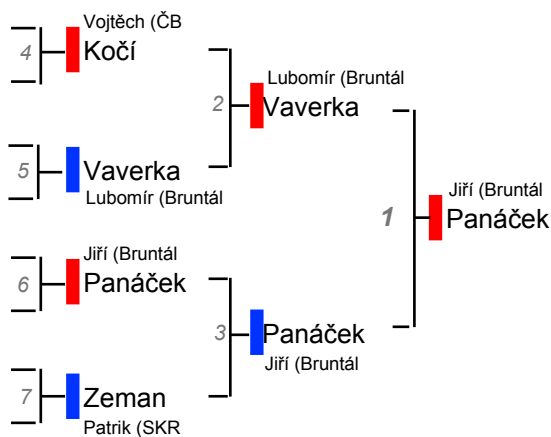 Vojtěch (ČB
4
Kočí
Lubomír (Bruntál
2
Vaverka
5
Vaverka
Lubomír (Bruntál
Jiří (Bruntál
1
Panáček
Jiří (Bruntál
6
Panáček
3
Panáček
Jiří (Bruntál
7
Zeman
Patrik (SKR